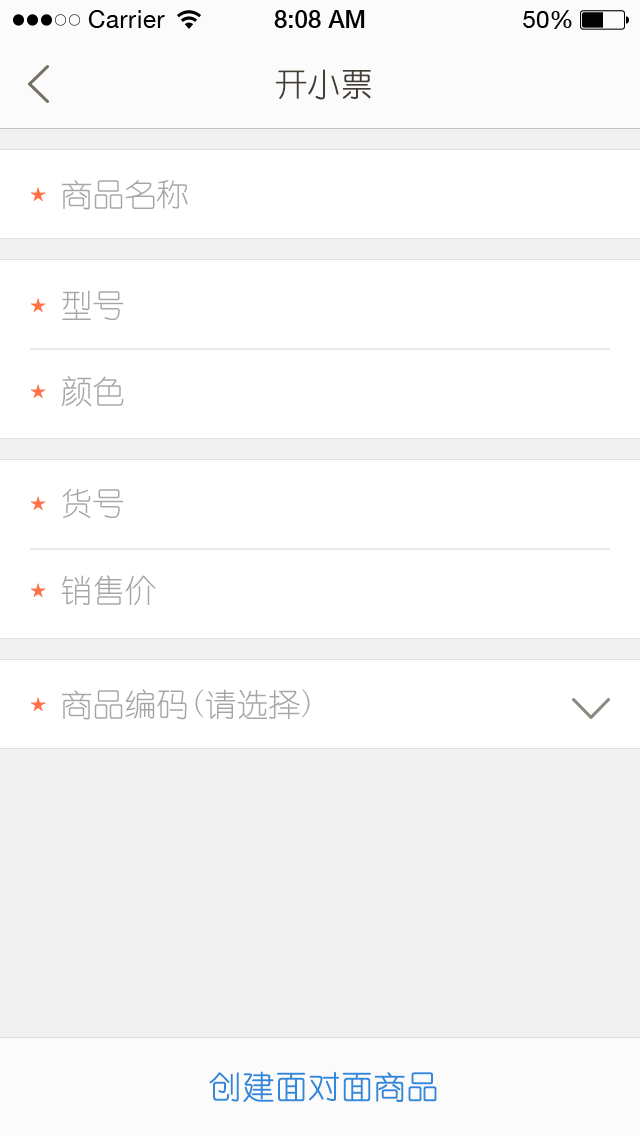 Carrier 8:08 AM 50%
开小票
★ 商品名称
★ 型号
★ 颜色
★ 货号
★ 销售价
★ 商品编码(请选择)
创建面对面商品